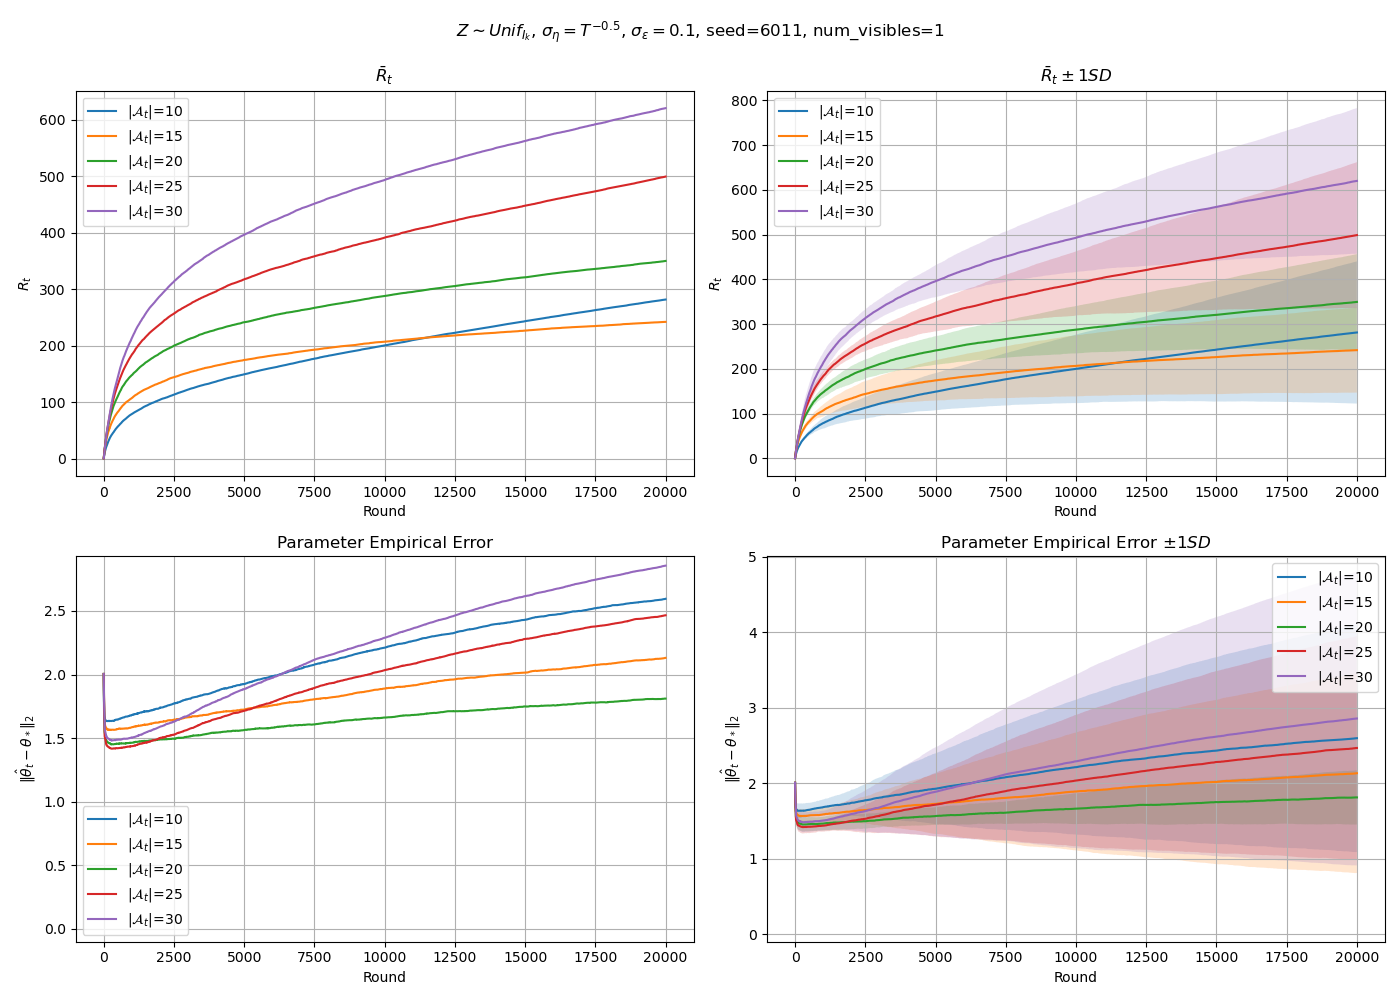 Z ~ Unif_{I_k}, σ_η = T^{−0.5}, σ_ε = 0.1, seed=6011, num_visibles=1
R̄_t
|𝒜_t|=10
|𝒜_t|=15
|𝒜_t|=20
|𝒜_t|=25
|𝒜_t|=30
600
500
400
300
200
100
0
R_t
0 2500 5000 7500 10000 12500 15000 17500 20000
Round
R̄_t ± 1SD
|𝒜_t|=10
|𝒜_t|=15
|𝒜_t|=20
|𝒜_t|=25
|𝒜_t|=30
800
700
600
500
400
300
200
100
0
R_t
0 2500 5000 7500 10000 12500 15000 17500 20000
Round
Parameter Empirical Error
2.5
2.0
1.5
1.0
0.5
0.0
‖θ̂_t − θ_*‖_2
|𝒜_t|=10
|𝒜_t|=15
|𝒜_t|=20
|𝒜_t|=25
|𝒜_t|=30
0 2500 5000 7500 10000 12500 15000 17500 20000
Round
Parameter Empirical Error ±1SD
|𝒜_t|=10
|𝒜_t|=15
|𝒜_t|=20
|𝒜_t|=25
|𝒜_t|=30
5
4
3
2
1
0
‖θ̂_t − θ_*‖_2
0 2500 5000 7500 10000 12500 15000 17500 20000
Round